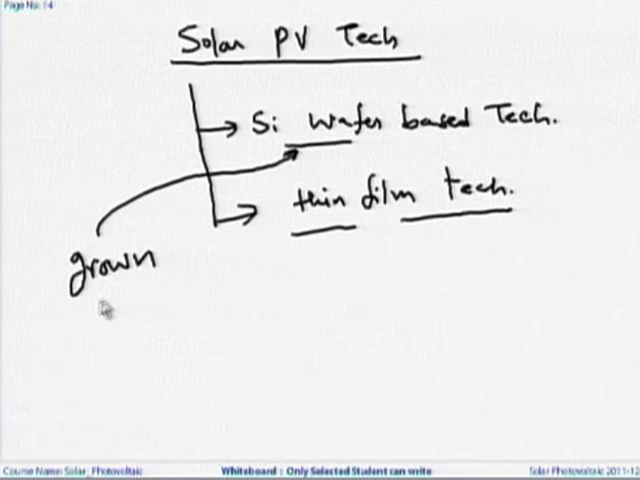 Page No: 14
Solar PV Tech
Si wafer based Tech.
thin film tech.
grown
Course Name: Solar_Photovoltaic
Whiteboard : Only Selected Student can write
Solar Photovoltaic 2011-12